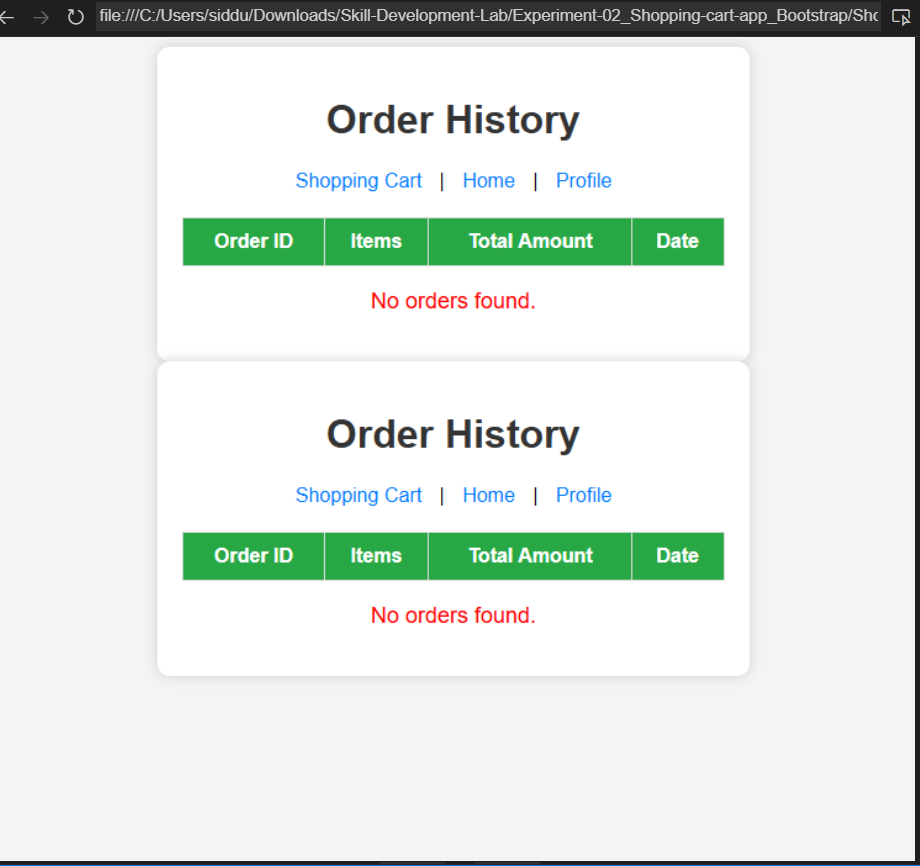 file:///C:/Users/siddu/Downloads/Skill-Development-Lab/Experiment-02_Shopping-cart-app_Bootstrap/Sho
Order History
Shopping Cart | Home | Profile
Order ID Items Total Amount Date
No orders found.
Order History
Shopping Cart | Home | Profile
Order ID Items Total Amount Date
No orders found.